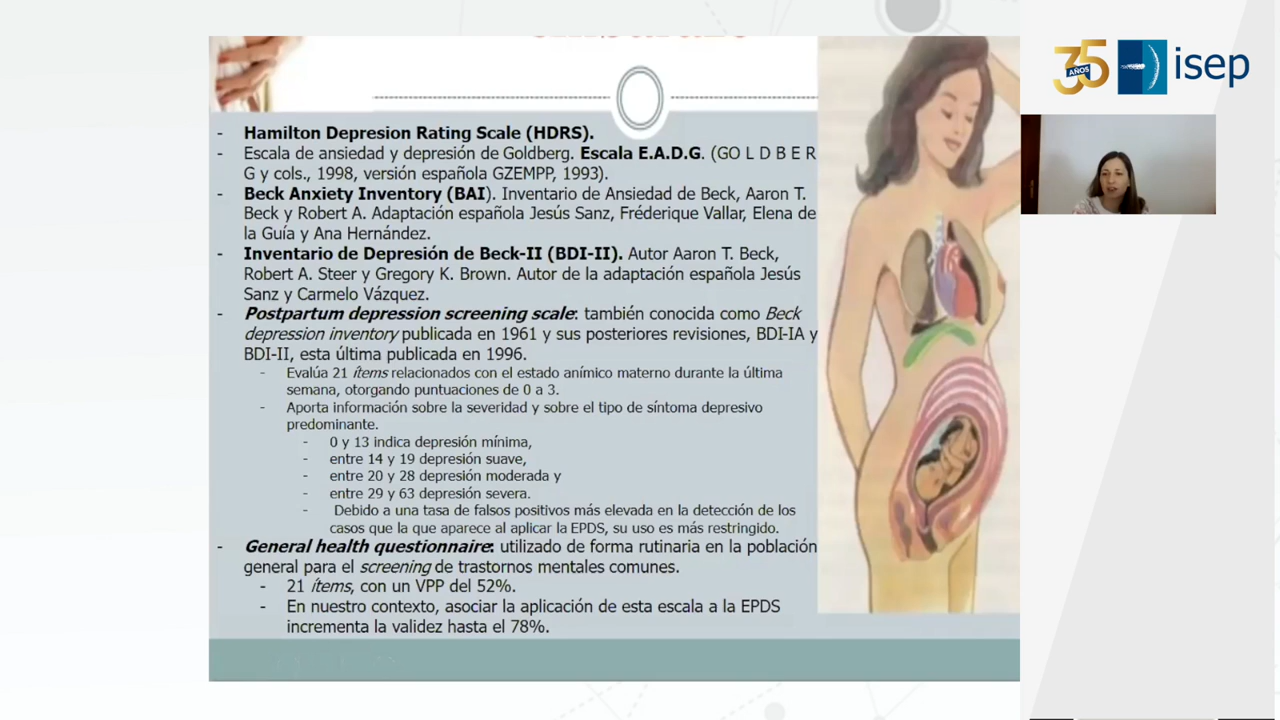 - Hamilton Depresion Rating Scale (HDRS).
- Escala de ansiedad y depresión de Goldberg. Escala E.A.D.G. (GO L D B E R
G y cols., 1998, versión española GZEMPP, 1993).
- Beck Anxiety Inventory (BAI). Inventario de Ansiedad de Beck, Aaron T.
Beck y Robert A. Adaptación española Jesús Sanz, Fréderique Vallar, Elena de
la Guía y Ana Hernández.
- Inventario de Depresión de Beck-II (BDI-II). Autor Aaron T. Beck,
Robert A. Steer y Gregory K. Brown. Autor de la adaptación española Jesús
Sanz y Carmelo Vázquez.
- Postpartum depression screening scale: también conocida como Beck
depression inventory publicada en 1961 y sus posteriores revisiones, BDI-IA y
BDI-II, esta última publicada en 1996.
- Evalúa 21 ítems relacionados con el estado anímico materno durante la última
semana, otorgando puntuaciones de 0 a 3.
- Aporta información sobre la severidad y sobre el tipo de síntoma depresivo
predominante.
- 0 y 13 indica depresión mínima,
- entre 14 y 19 depresión suave,
- entre 20 y 28 depresión moderada y
- entre 29 y 63 depresión severa.
- Debido a una tasa de falsos positivos más elevada en la detección de los
casos que la que aparece al aplicar la EPDS, su uso es más restringido.
- General health questionnaire: utilizado de forma rutinaria en la población
general para el screening de trastornos mentales comunes.
- 21 ítems, con un VPP del 52%.
- En nuestro contexto, asociar la aplicación de esta escala a la EPDS
incrementa la validez hasta el 78%.
35 AÑOS isep